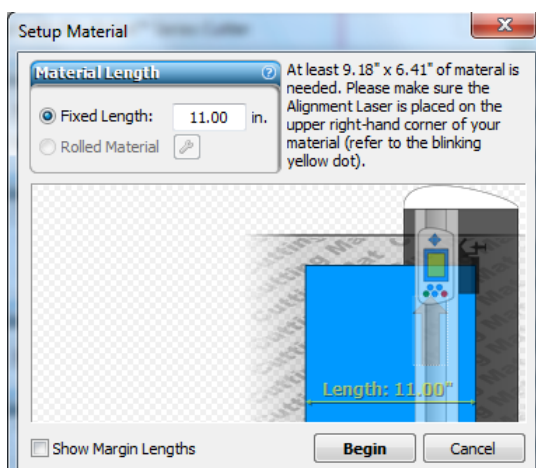 Setup Material
Material Length
Fixed Length: 11.00 in.
Rolled Material
At least 9.18" x 6.41" of materal is
needed. Please make sure the
Alignment Laser is placed on the
upper right-hand corner of your
material (refer to the blinking
yellow dot).
Cutting Mat
Length: 11.00"
Show Margin Lengths
Begin
Cancel